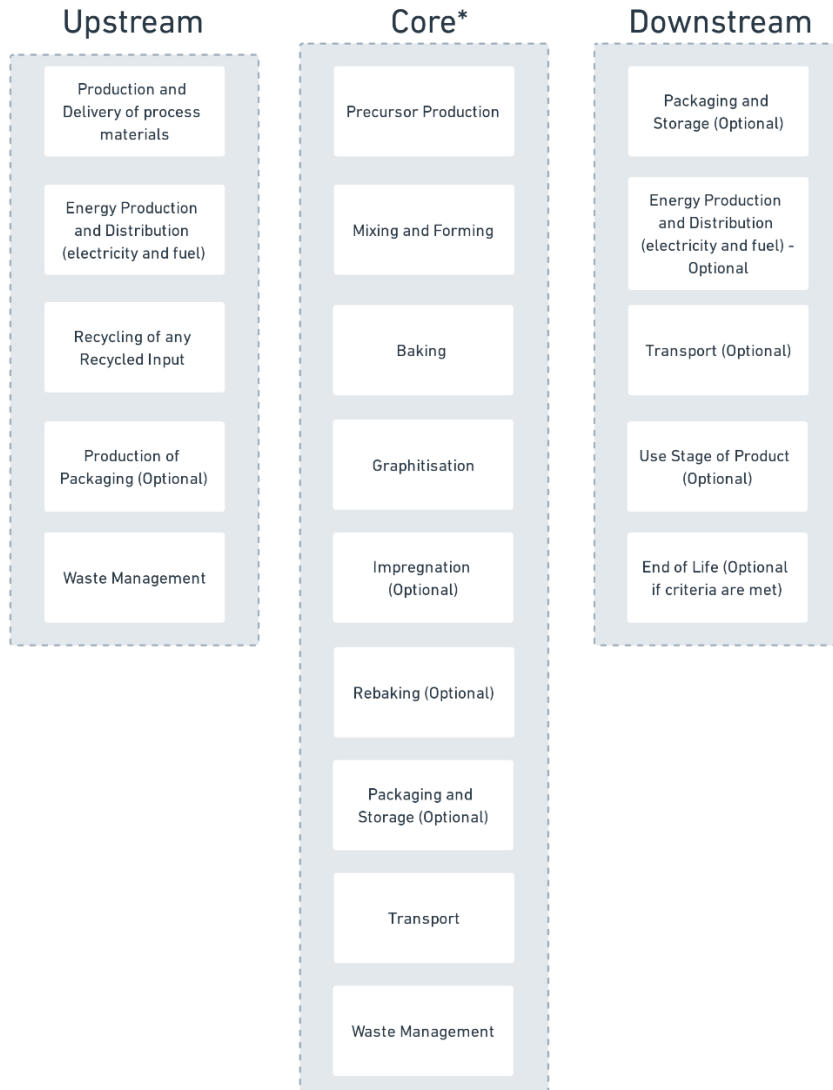 Upstream
Production and
Delivery of process
materials
Energy Production
and Distribution
(electricity and fuel)
Recycling of any
Recycled Input
Production of
Packaging (Optional)
Waste Management
Core*
Precursor Production
Mixing and Forming
Baking
Graphitisation
Impregnation
(Optional)
Rebaking (Optional)
Packaging and
Storage (Optional)
Transport
Waste Management
Downstream
Packaging and
Storage (Optional)
Energy Production
and Distribution
(electricity and fuel) -
Optional
Transport (Optional)
Use Stage of Product
(Optional)
End of Life (Optional
if criteria are met)